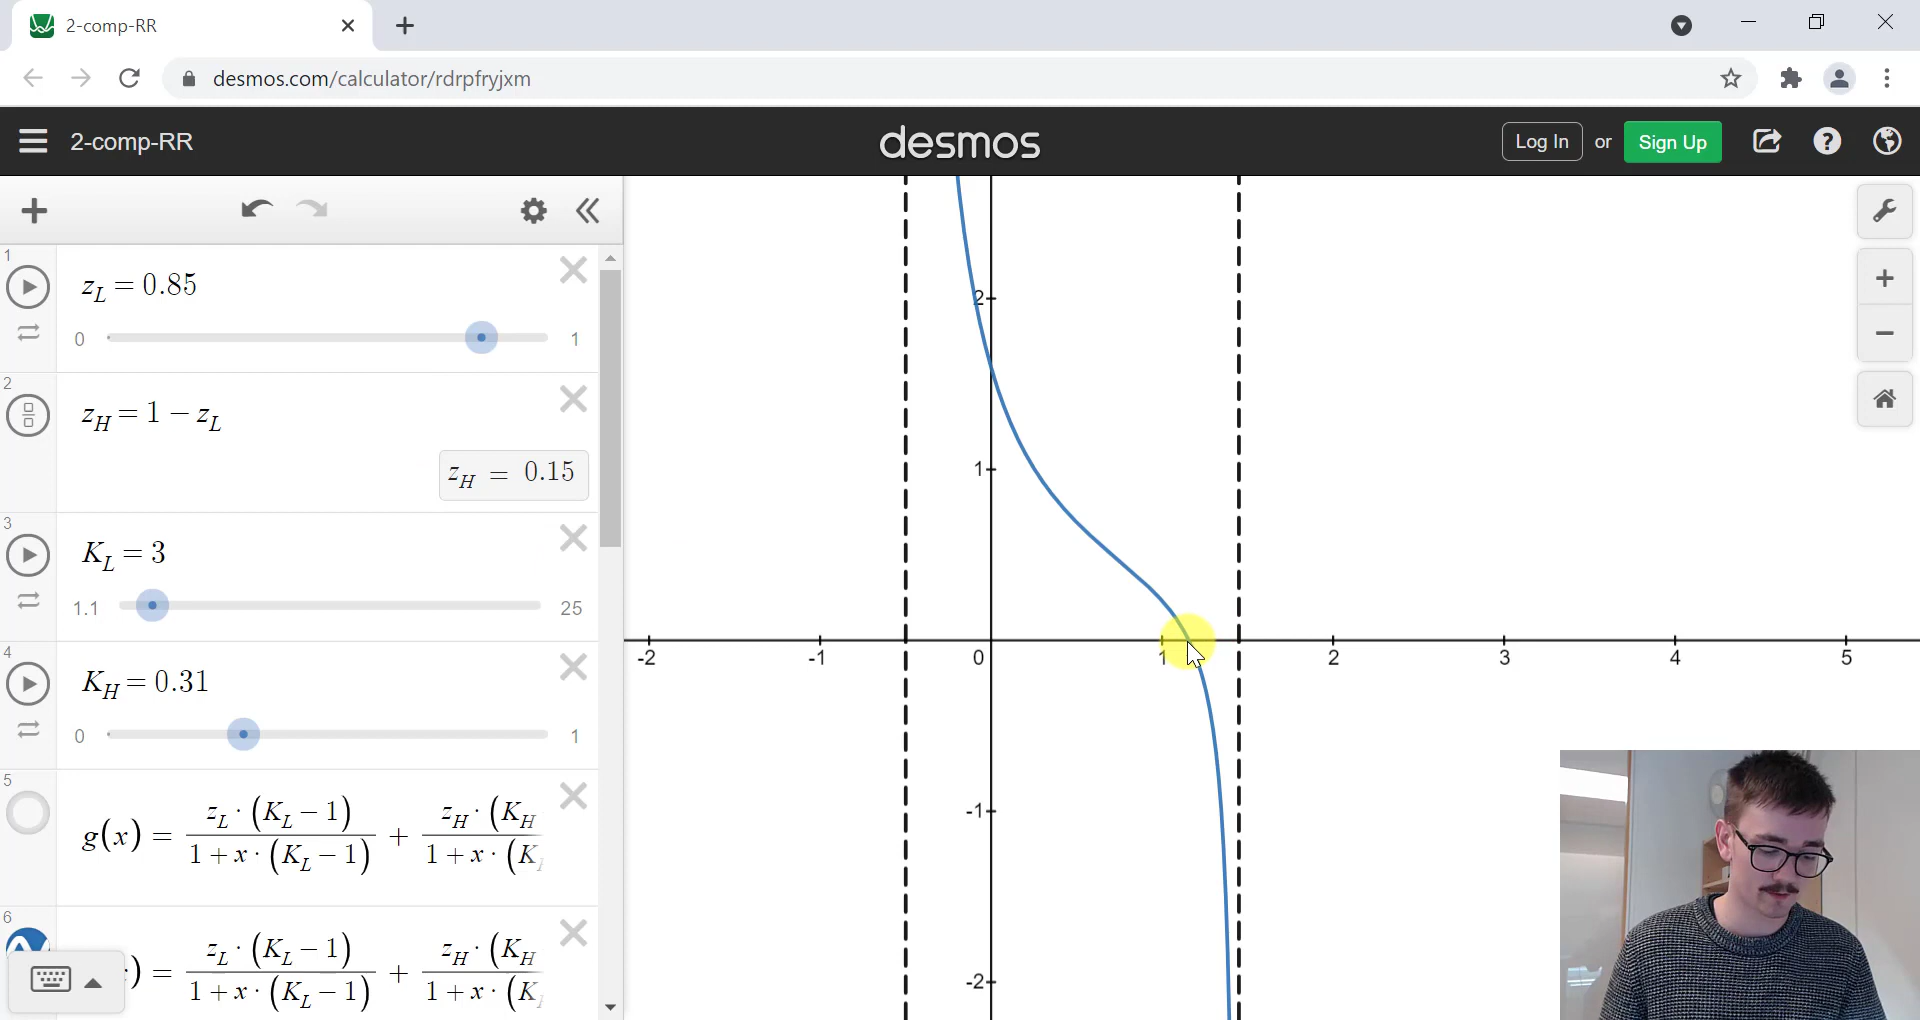 2-comp-RR
desmos.com/calculator/rdrpfryjxm
2-comp-RR
desmos
Log In or Sign Up
1
z_L = 0.85
0 1
2
z_H = 1 − z_L
z_H = 0.15
3
K_L = 3
1.1 25
4
K_H = 0.31
0 1
5
g(x) = z_L · (K_L − 1) / 1 + x · (K_L − 1) + z_H · (K_H / 1 + x · (K
6
) = z_L · (K_L − 1) / 1 + x · (K_L − 1) + z_H · (K_H / 1 + x · (K
2
1
-2 -1 0 1 2 3 4 5
-1
-2